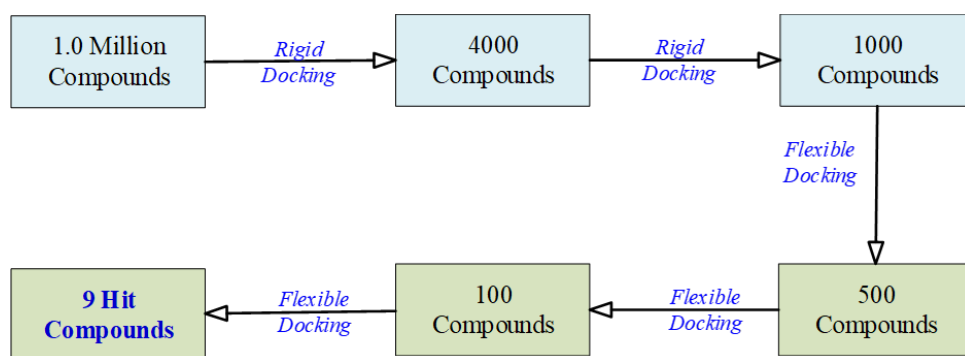 1.0 Million
Compounds
Rigid
Docking
4000
Compounds
Rigid
Docking
1000
Compounds
Flexible
Docking
500
Compounds
Flexible
Docking
100
Compounds
Flexible
Docking
9 Hit
Compounds